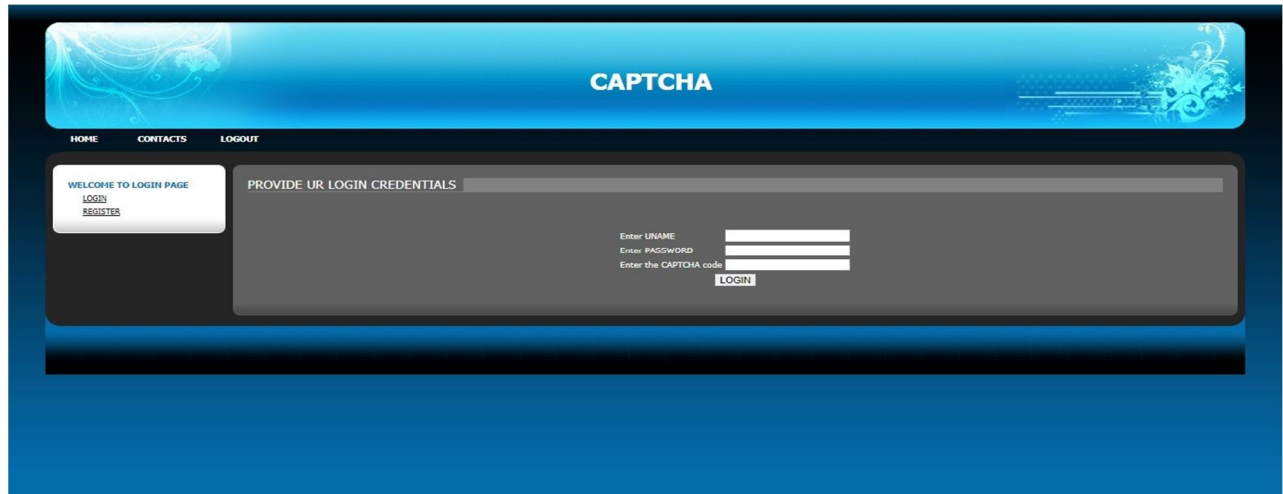 CAPTCHA
HOME CONTACTS LOGOUT
WELCOME TO LOGIN PAGE
LOGIN
REGISTER
PROVIDE UR LOGIN CREDENTIALS
Enter UNAME
Enter PASSWORD
Enter the CAPTCHA code
LOGIN